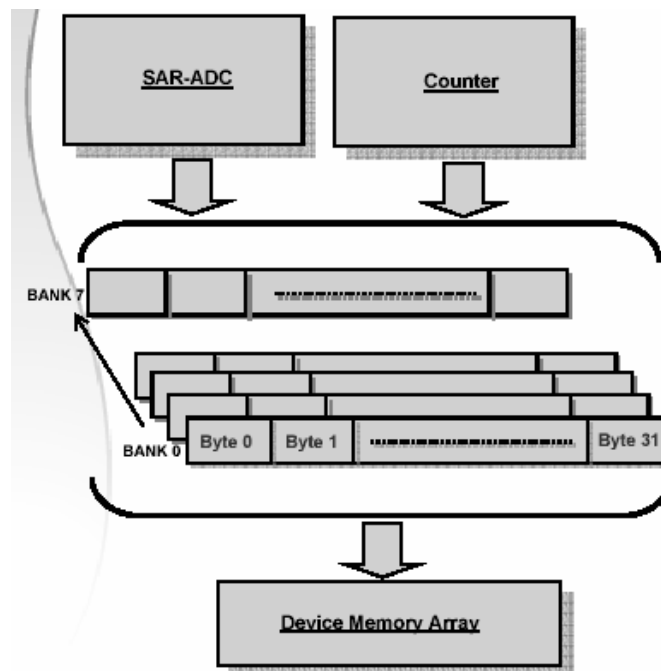 SAR-ADC
Counter
BANK 7
BANK 0
Byte 0
Byte 1
Byte 31
Device Memory Array